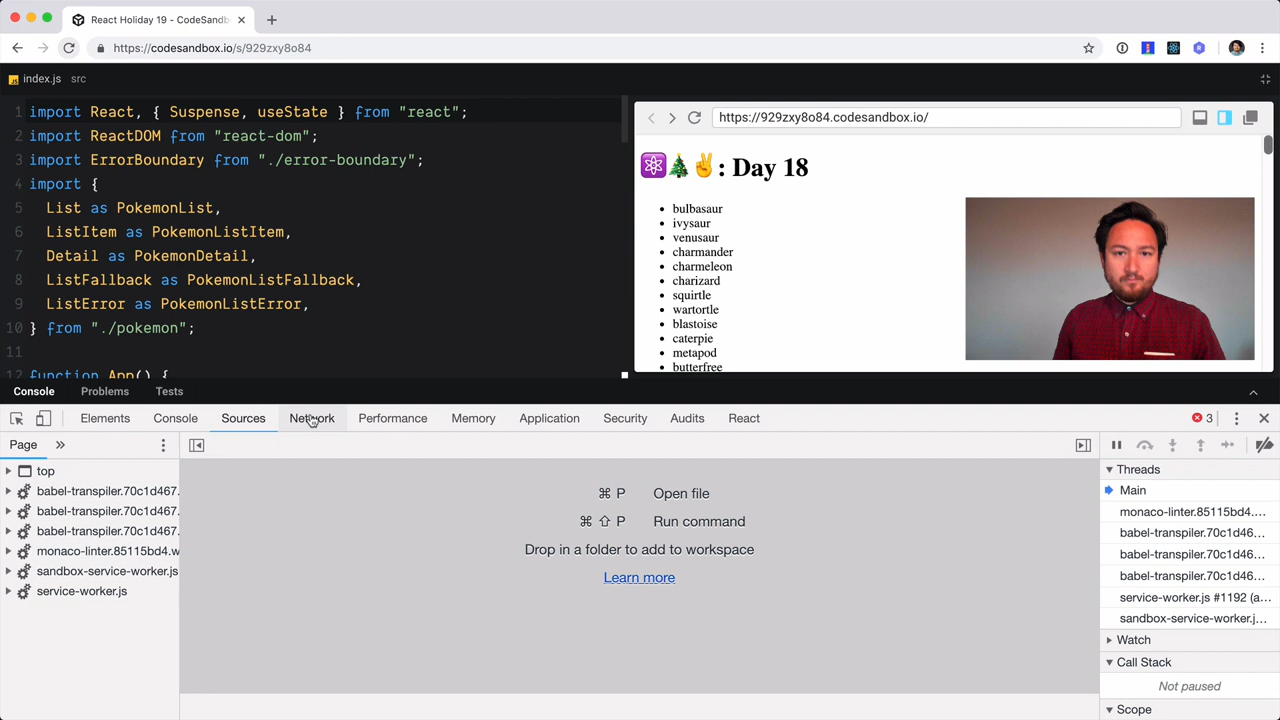 React Holiday 19 - CodeSandb
https://codesandbox.io/s/929zxy8o84
index.js src
1 import React, { Suspense, useState } from "react";
2 import ReactDOM from "react-dom";
3 import ErrorBoundary from "./error-boundary";
4 import {
5 List as PokemonList,
6 ListItem as PokemonListItem,
7 Detail as PokemonDetail,
8 ListFallback as PokemonListFallback,
9 ListError as PokemonListError,
10 } from "./pokemon";
11
12 function App() {
https://929zxy8o84.codesandbox.io/
⚛️🎄✌️: Day 18
• bulbasaur
• ivysaur
• venusaur
• charmander
• charmeleon
• charizard
• squirtle
• wartortle
• blastoise
• caterpie
• metapod
• butterfree
Console Problems Tests
Elements Console Sources Network Performance Memory Application Security Audits React 3
Page
top
babel-transpiler.70c1d467.
babel-transpiler.70c1d467.
babel-transpiler.70c1d467.
monaco-linter.85115bd4.w
sandbox-service-worker.js
service-worker.js
⌘ P Open file
⌘ ⇧ P Run command
Drop in a folder to add to workspace
Learn more
Threads
Main
monaco-linter.85115bd4.…
babel-transpiler.70c1d46…
babel-transpiler.70c1d46…
babel-transpiler.70c1d46…
service-worker.js #1192 (a…
sandbox-service-worker.j…
Watch
Call Stack
Not paused
Scope